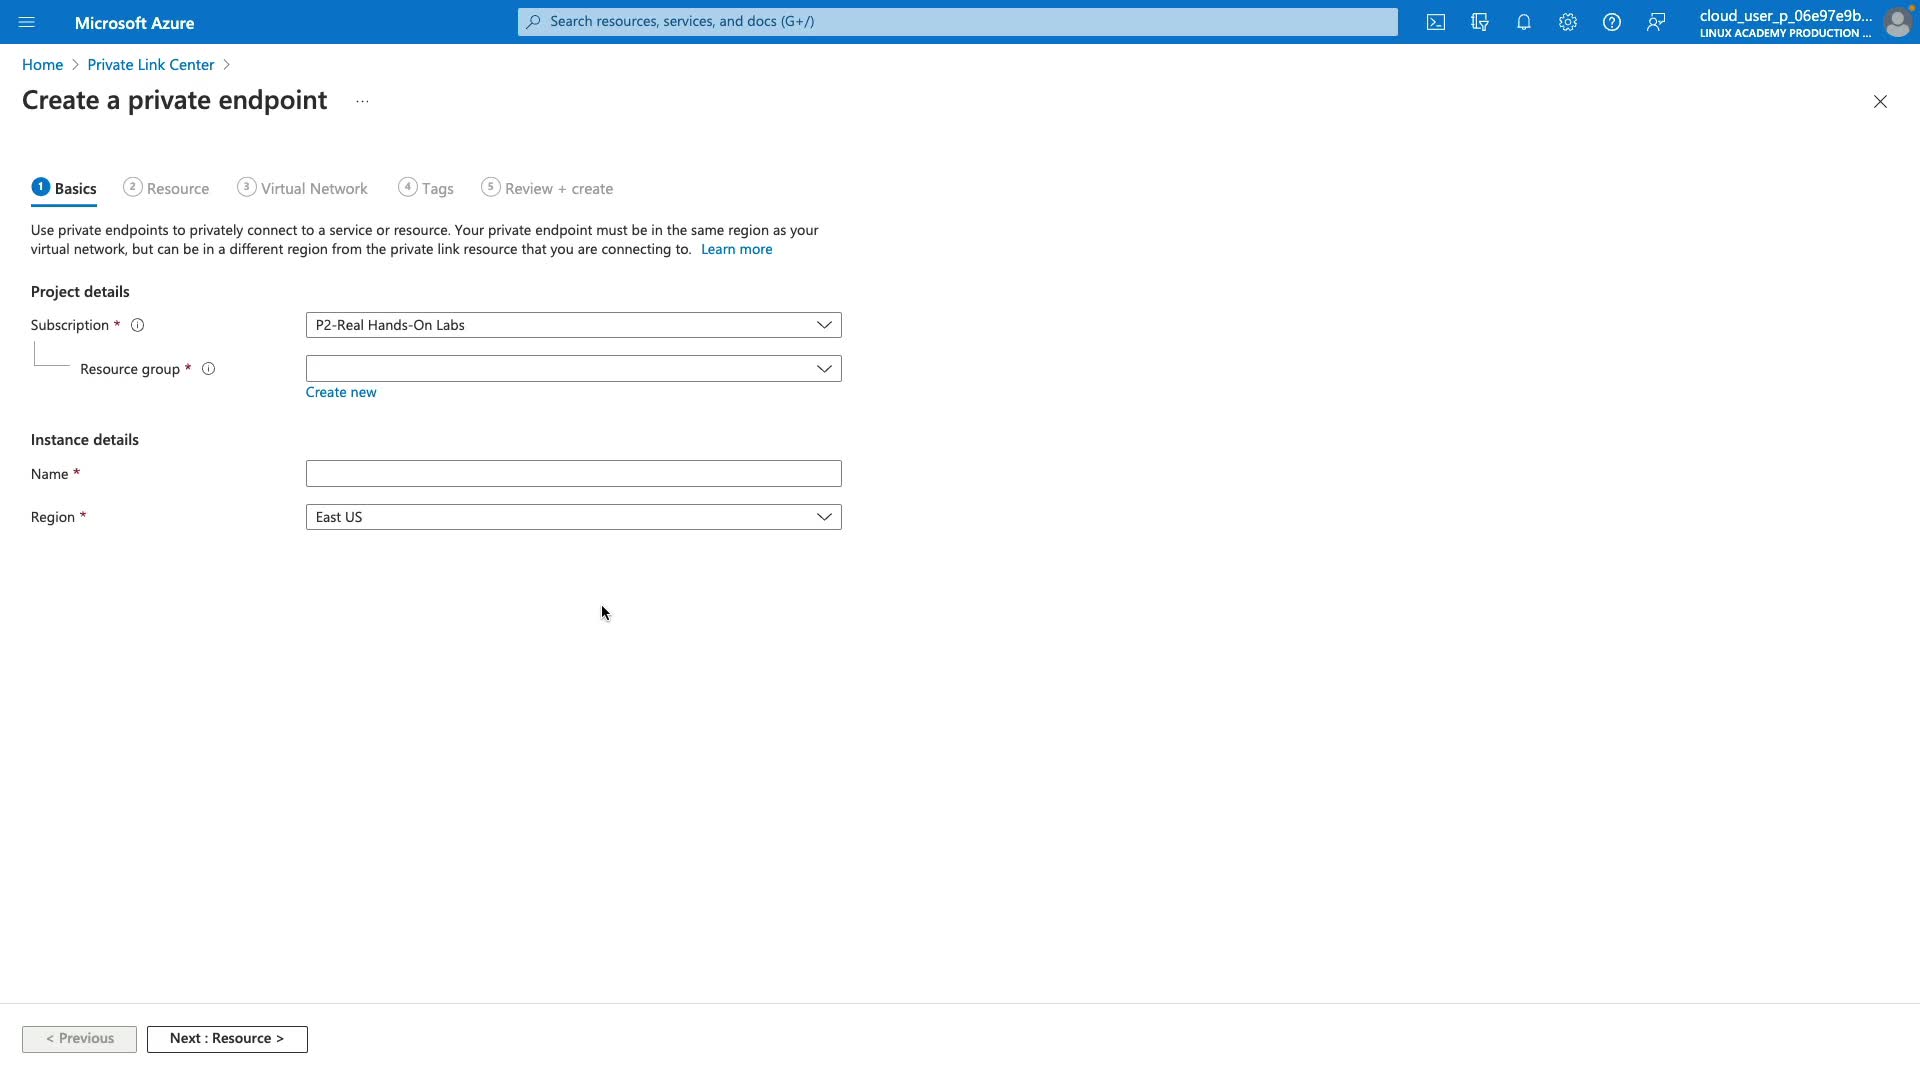 Microsoft Azure
Search resources, services, and docs (G+/)
cloud_user_p_06e97e9b...
LINUX ACADEMY PRODUCTION ...
Home > Private Link Center >
Create a private endpoint ...
1 Basics
2 Resource
3 Virtual Network
4 Tags
5 Review + create
Use private endpoints to privately connect to a service or resource. Your private endpoint must be in the same region as your
virtual network, but can be in a different region from the private link resource that you are connecting to. Learn more
Project details
Subscription *
P2-Real Hands-On Labs
Resource group *
Create new
Instance details
Name *
Region *
East US
< Previous
Next : Resource >